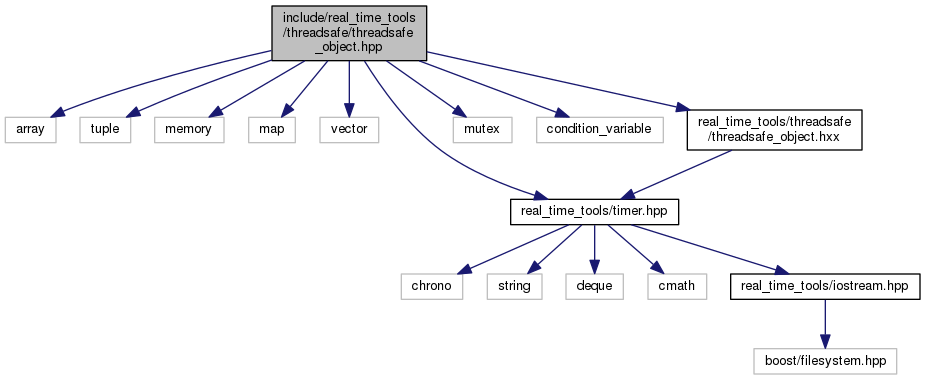 include/real_time_tools
/threadsafe/threadsafe
_object.hpp
array
tuple
memory
map
vector
mutex
condition_variable
real_time_tools/threadsafe
/threadsafe_object.hxx
real_time_tools/timer.hpp
chrono
string
deque
cmath
real_time_tools/iostream.hpp
boost/filesystem.hpp